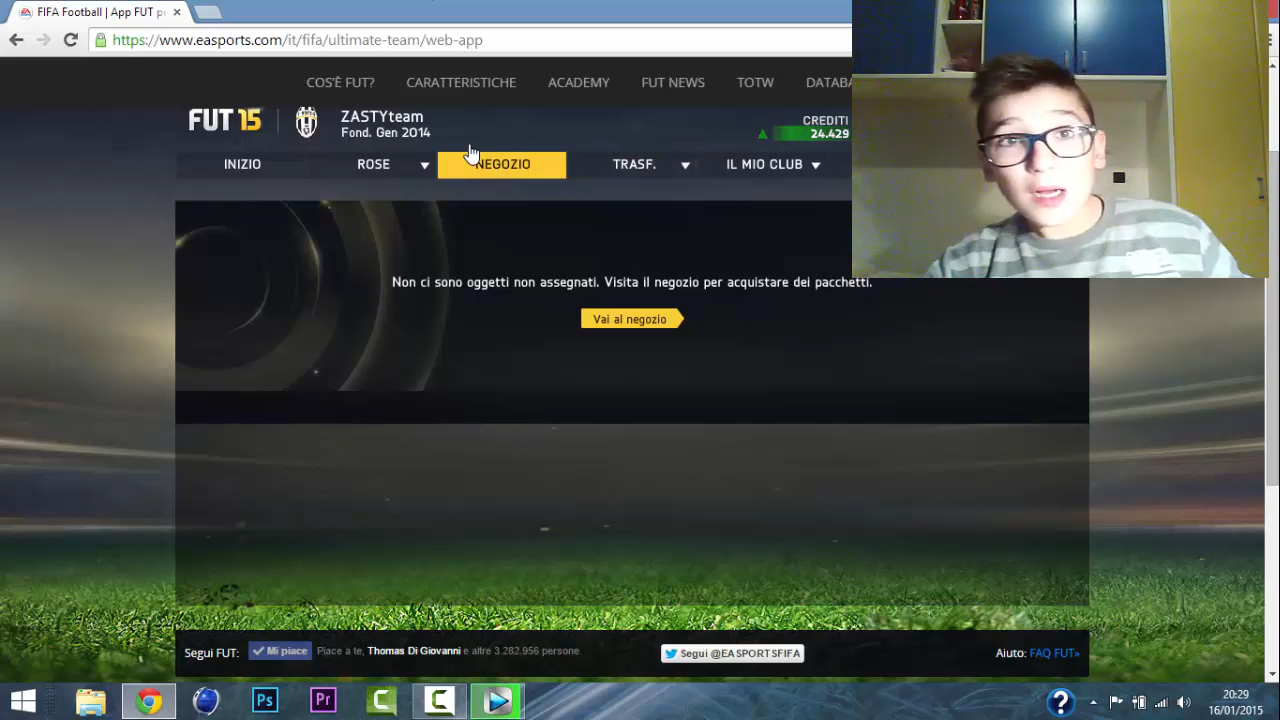 FIFA Football | App FUT p
https://www.easports.com/it/fifa/ultimate-team/web-app
COS'È FUT? CARATTERISTICHE ACADEMY FUT NEWS TOTW DATABA
FUT 15 ZASTYteam CREDITI
Fond. Gen 2014 24.429
INIZIO ROSE NEGOZIO TRASF. IL MIO CLUB
Non ci sono oggetti non assegnati. Visita il negozio per acquistare dei pacchetti.
Vai al negozio
Segui FUT: Mi piace Piace a te, Thomas Di Giovanni e altre 3.282.956 persone. Segui @EASPORTSFIFA Aiuto: FAQ FUT»
Ps Pr 20:29
16/01/2015